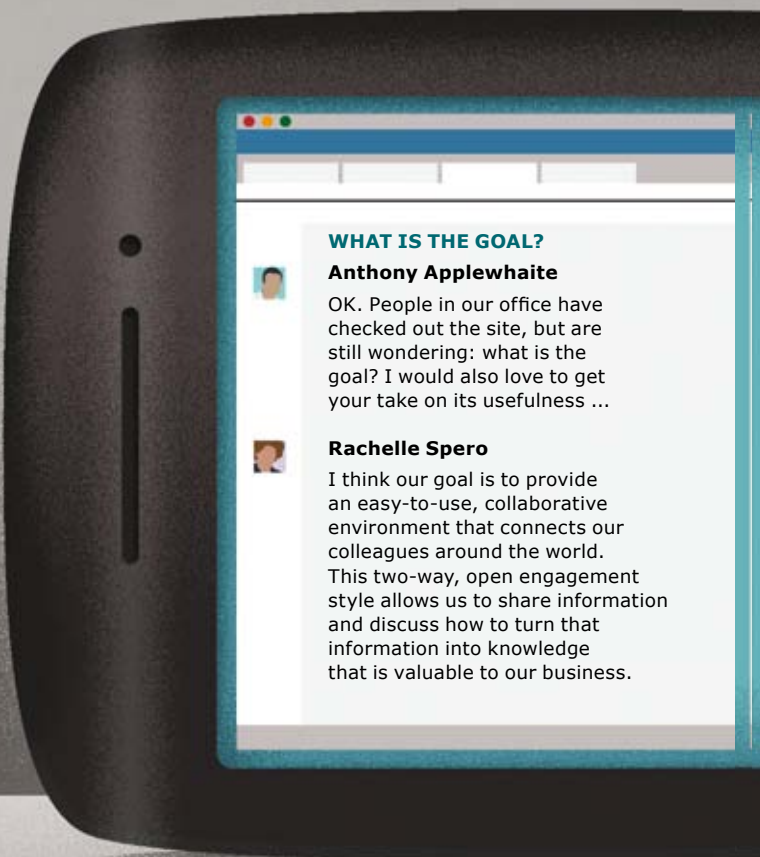 WHAT IS THE GOAL?
Anthony Applewhaite
OK. People in our office have
checked out the site, but are
still wondering: what is the
goal? I would also love to get
your take on its usefulness ...
Rachelle Spero
I think our goal is to provide
an easy-to-use, collaborative
environment that connects our
colleagues around the world.
This two-way, open engagement
style allows us to share information
and discuss how to turn that
information into knowledge
that is valuable to our business.